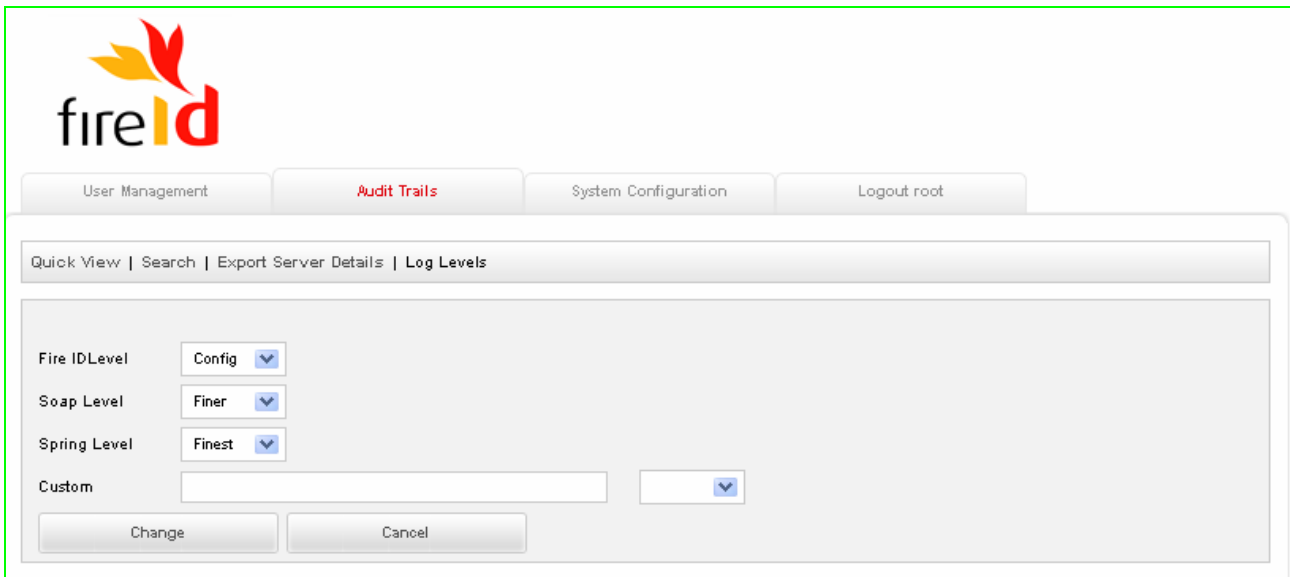 fireId
User Management
Audit Trails
System Configuration
Logout root
Quick View | Search | Export Server Details | Log Levels
Fire IDLevel Config
Soap Level Finer
Spring Level Finest
Custom
Change Cancel